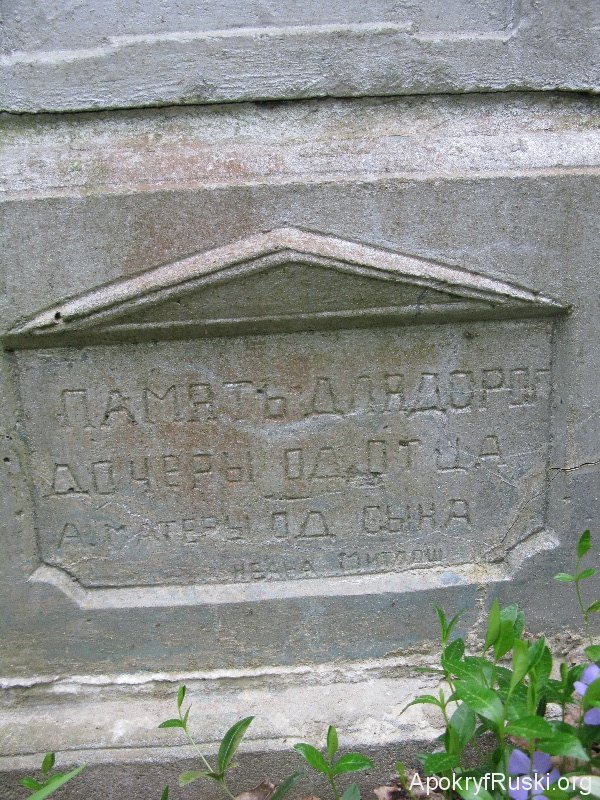 ПАМЯТЬ ДЛЯ ДОРОГ
ДОЧЕРЫ ОД ОТЦА
А МАТЕРЫ ОД СЫНА
ApokryfRuski.org